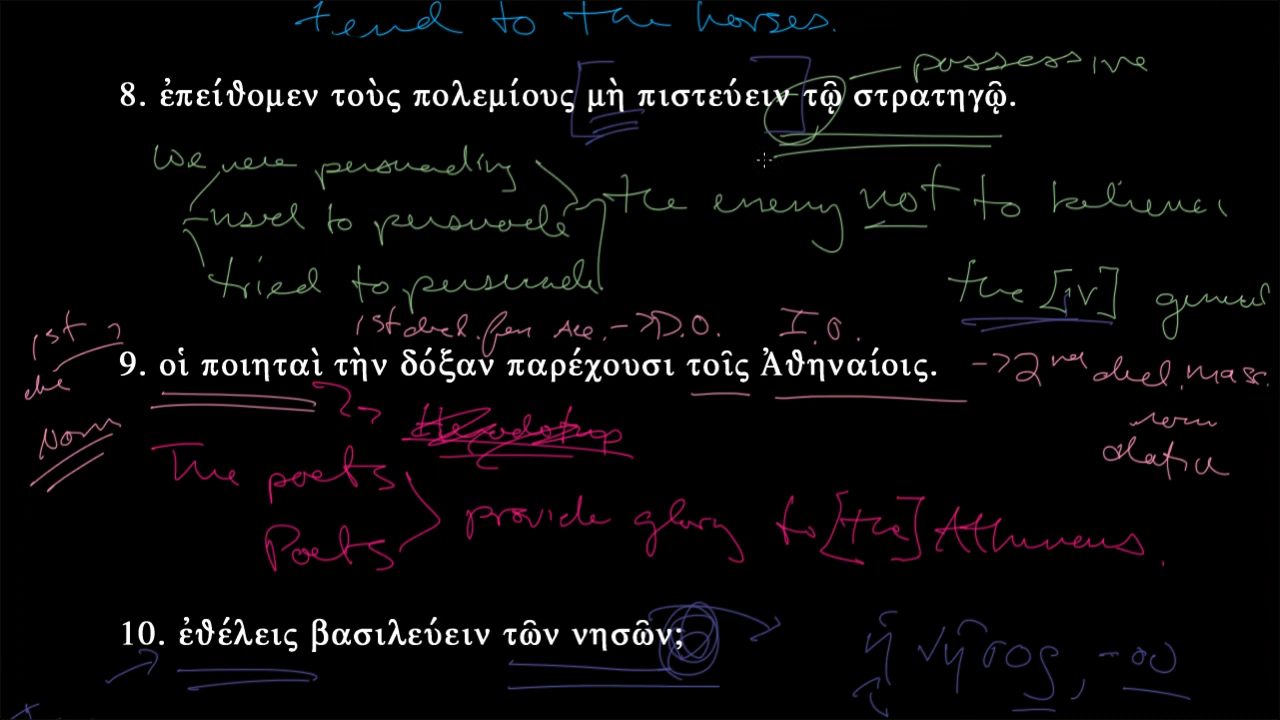 tend to the horses.
8. ἐπείθομεν τοὺς πολεμίους μὴ πιστεύειν τῷ στρατηγῷ.
possessive
we were persuading
used to persuade
tried to persuade
the enemy not to believe
the [ ] general
1st decl. fem acc. → D.O. I.O.
1st
9. οἱ ποιηταὶ τὴν δόξαν παρέχουσι τοῖς Ἀθηναίοις.
→ 2nd decl. masc.
Nom
dative
The poets
Poets
provide glory to [the] Athenians.
10. ἐθέλεις βασιλεύειν τῶν νησῶν;
ἡ νῆσος, -ου